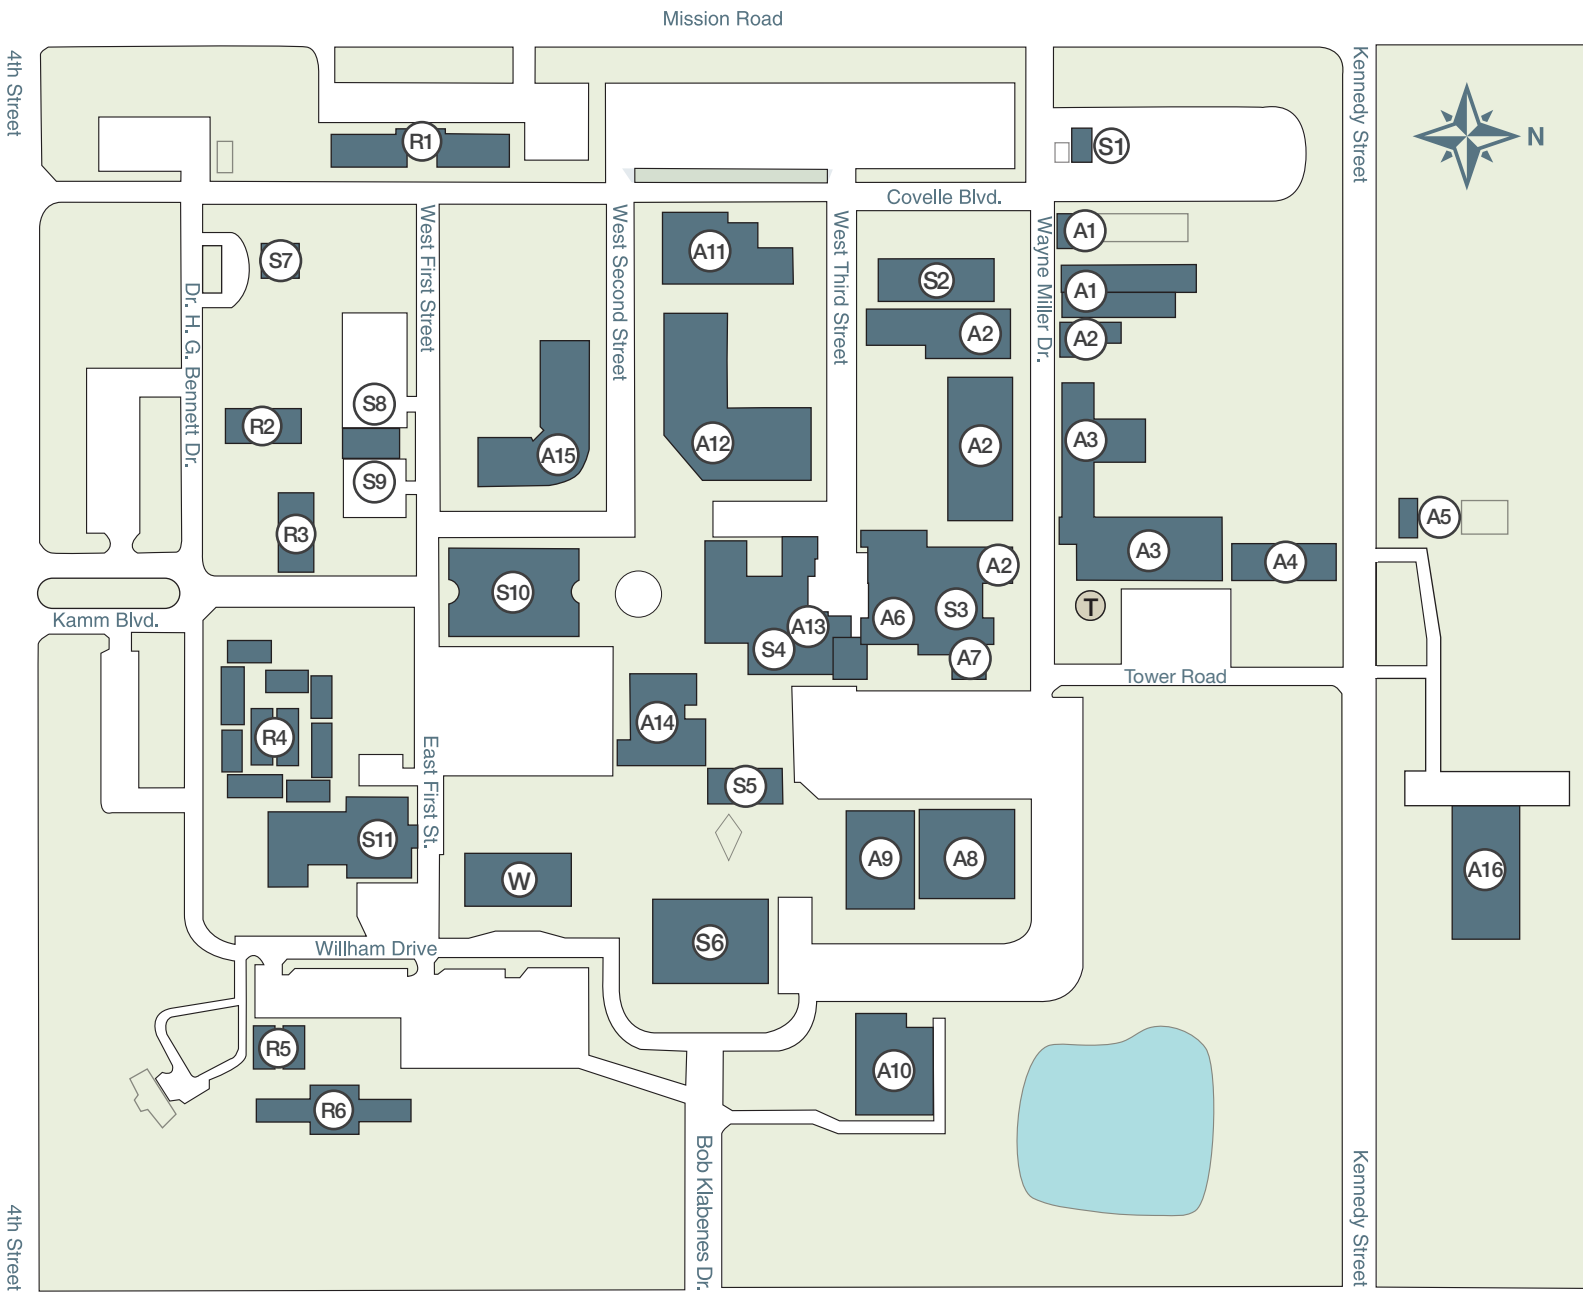 Mission Road
4th Street
Kennedy Street
N
R1
S1
Covelle Blvd.
West First Street
West Second Street
West Third Street
Wayne Miller Dr.
A1
A11
S7
S2
A1
Dr. H. G. Bennett Dr.
A2
A2
S8
R2
A3
A12
A2
A15
S9
A5
R3
A3
A4
A2
S10
T
S3
A6
Kamm Blvd.
A13
S4
A7
Tower Road
A14
R4
East First St.
S5
S11
A9
A8
A16
W
S6
Willham Drive
R5
A10
R6
Bob Klabenes Dr.
Kennedy Street
4th Street